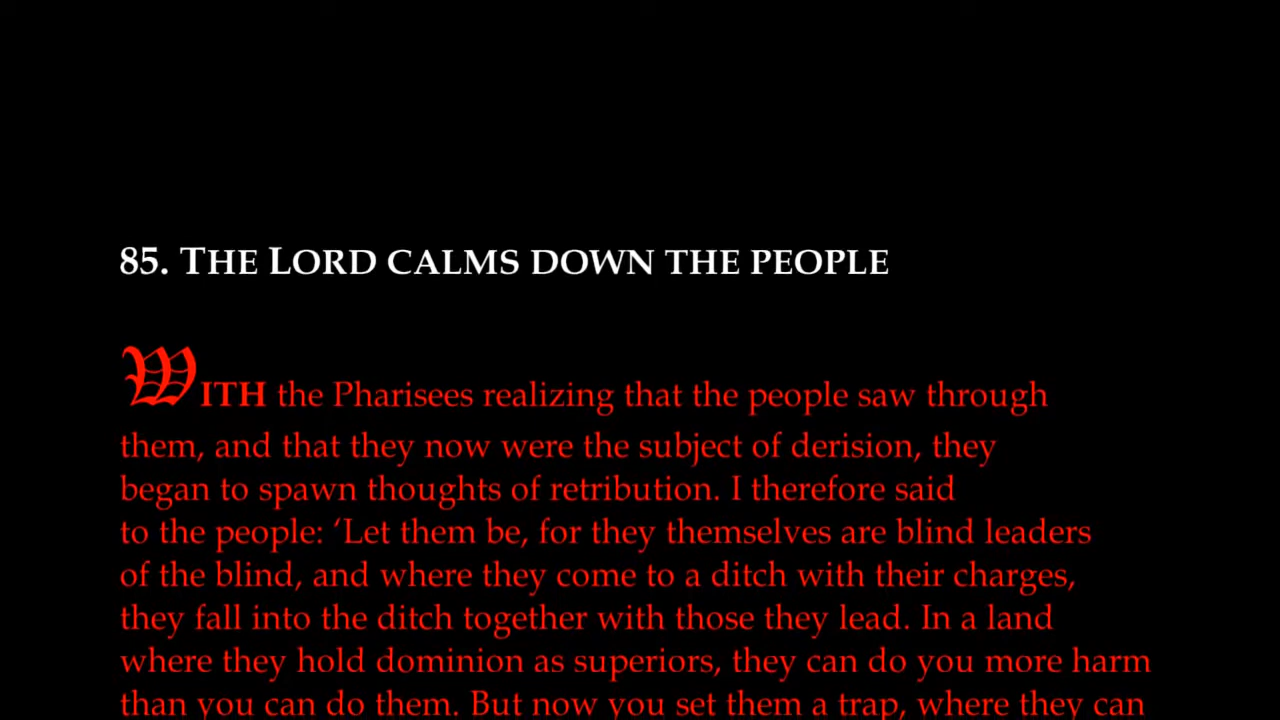 85. THE LORD CALMS DOWN THE PEOPLE
WITH the Pharisees realizing that the people saw through
them, and that they now were the subject of derision, they
began to spawn thoughts of retribution. I therefore said
to the people: ‘Let them be, for they themselves are blind leaders
of the blind, and where they come to a ditch with their charges,
they fall into the ditch together with those they lead. In a land
where they hold dominion as superiors, they can do you more harm
than you can do them. But now you set them a trap, where they can